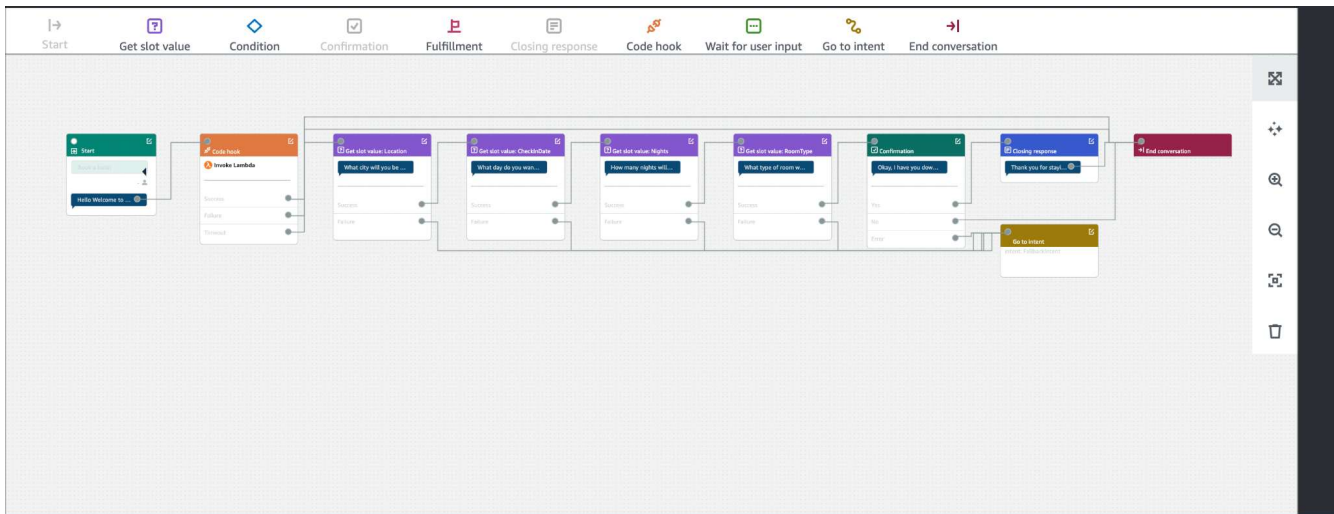 Start
Get slot value
Condition
Confirmation
Fulfillment
Closing response
Code hook
Wait for user input
Go to intent
End conversation
Start
Hello Welcome to ...
Code hook
Invoke Lambda
Success
Failure
Timeout
Get slot value: Location
What city will you be ...
Success
Failure
Get slot value: CheckInDate
What day do you wan...
Success
Failure
Get slot value: Nights
How many nights will...
Success
Failure
Get slot value: RoomType
What type of room w...
Success
Failure
Confirmation
Okay, I have you dow...
Yes
No
Error
Closing response
Thank you for stayi...
Go to intent
Intent: FallbackIntent
End conversation